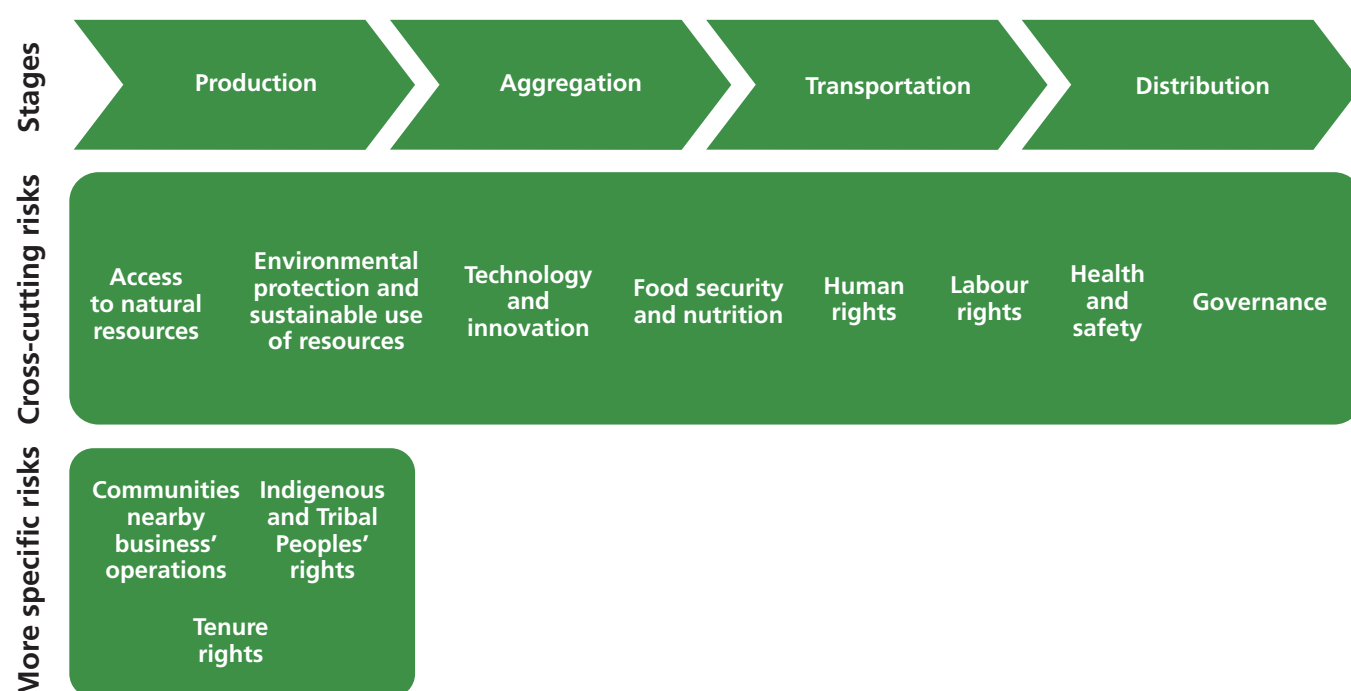 Stages
Production
Aggregation
Transportation
Distribution
Cross-cutting risks
Access
to natural
resources
Environmental
protection and
sustainable use
of resources
Technology
and
innovation
Food security
and nutrition
Human
rights
Labour
rights
Health
and
safety
Governance
More specific risks
Communities
nearby
business’
operations
Indigenous
and Tribal
Peoples’
rights
Tenure
rights